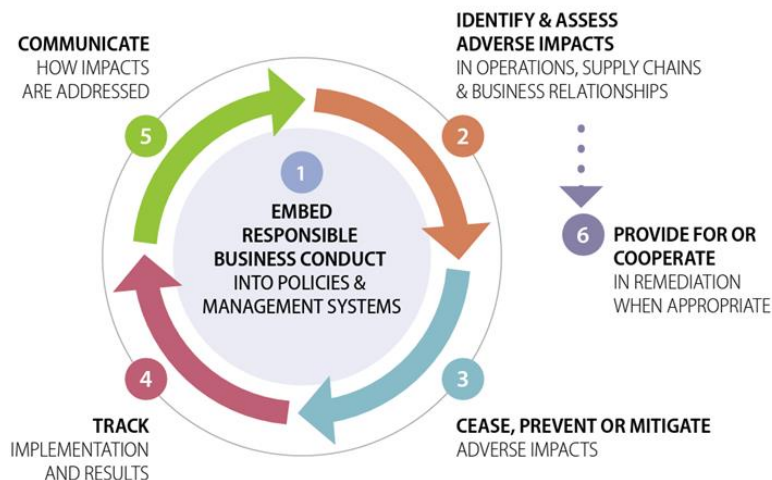 1
EMBED
RESPONSIBLE
BUSINESS CONDUCT
INTO POLICIES &
MANAGEMENT SYSTEMS
2
IDENTIFY & ASSESS
ADVERSE IMPACTS
IN OPERATIONS, SUPPLY CHAINS
& BUSINESS RELATIONSHIPS
3
CEASE, PREVENT OR MITIGATE
ADVERSE IMPACTS
4
TRACK
IMPLEMENTATION
AND RESULTS
5
COMMUNICATE
HOW IMPACTS
ARE ADDRESSED
6
PROVIDE FOR OR
COOPERATE
IN REMEDIATION
WHEN APPROPRIATE